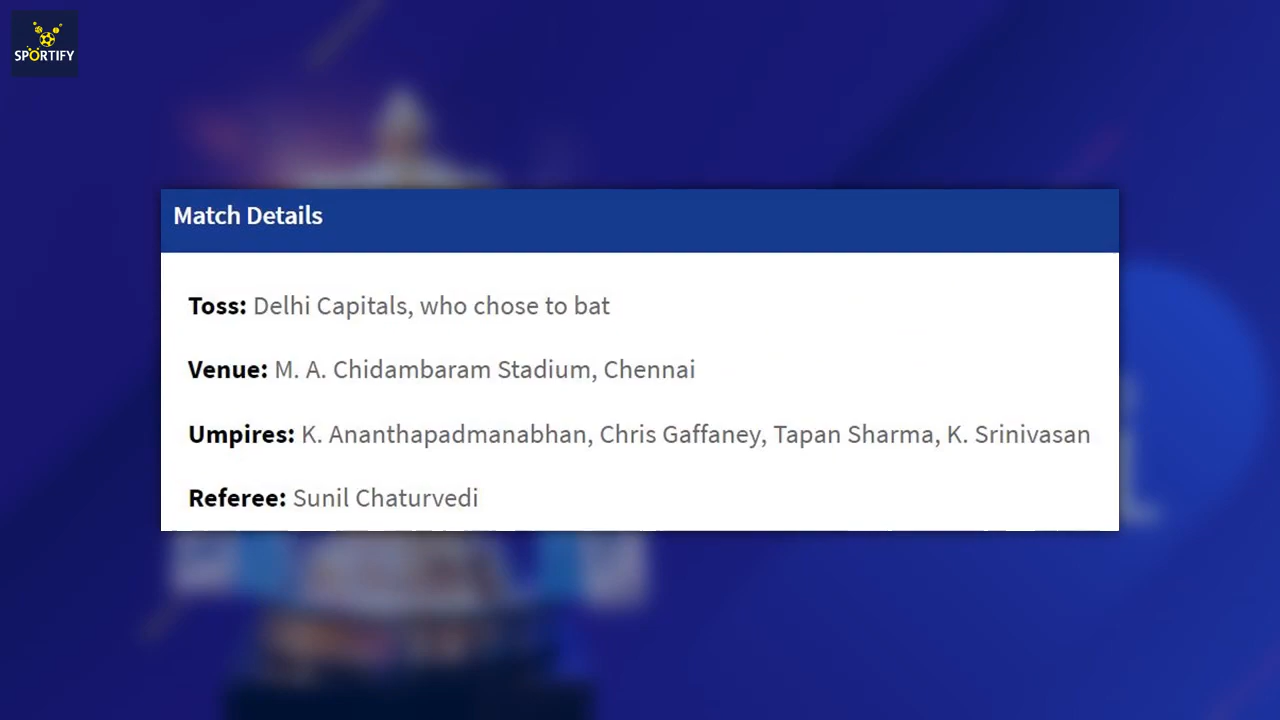 SPORTIFY
Match Details
Toss: Delhi Capitals, who chose to bat
Venue: M. A. Chidambaram Stadium, Chennai
Umpires: K. Ananthapadmanabhan, Chris Gaffaney, Tapan Sharma, K. Srinivasan
Referee: Sunil Chaturvedi